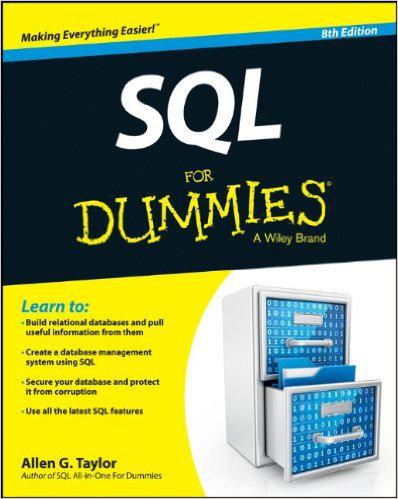 Making Everything Easier!™
8th Edition
SQL
FOR
DUMMIES®
A Wiley Brand
Learn to:
• Build relational databases and pull
useful information from them
• Create a database management
system using SQL
• Secure your database and protect
it from corruption
• Use all the latest SQL features
Allen G. Taylor
Author of SQL All-in-One For Dummies